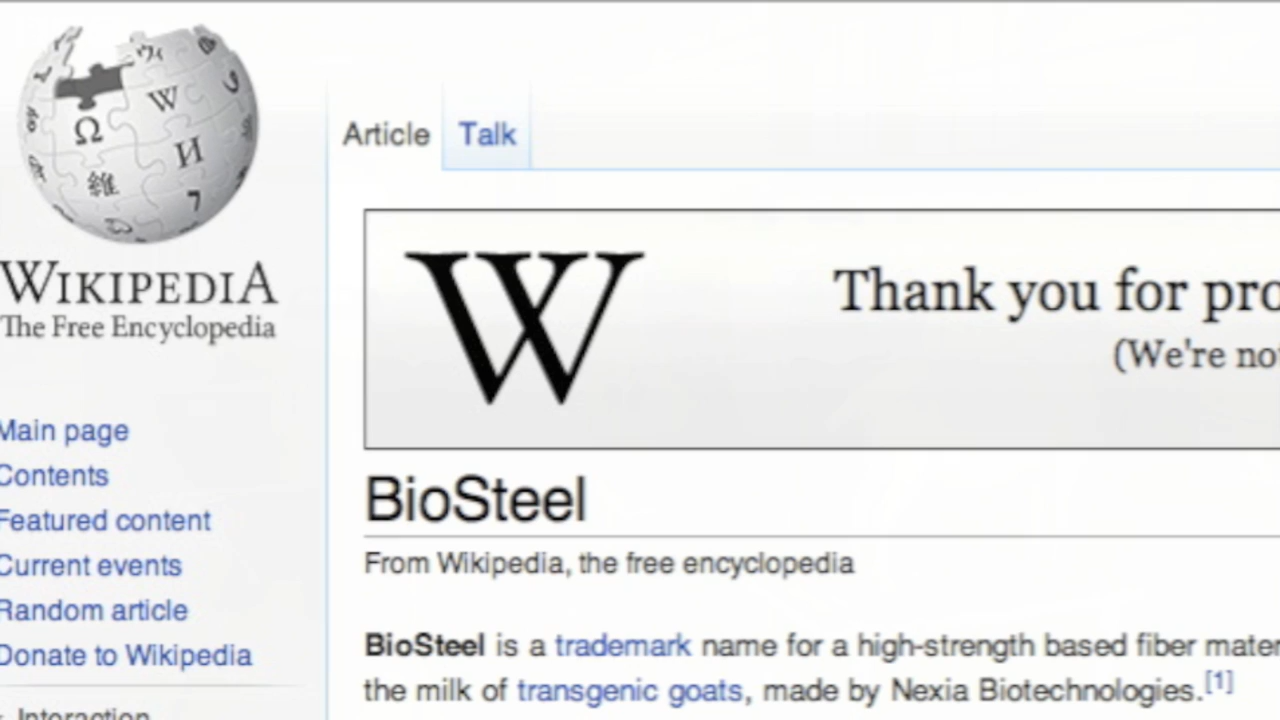 WIKIPEDIA
The Free Encyclopedia
Main page
Contents
Featured content
Current events
Random article
Donate to Wikipedia
Interaction
Article Talk
W
Thank you for pro
(We're not
BioSteel
From Wikipedia, the free encyclopedia
BioSteel is a trademark name for a high-strength based fiber mater
the milk of transgenic goats, made by Nexia Biotechnologies.[1]